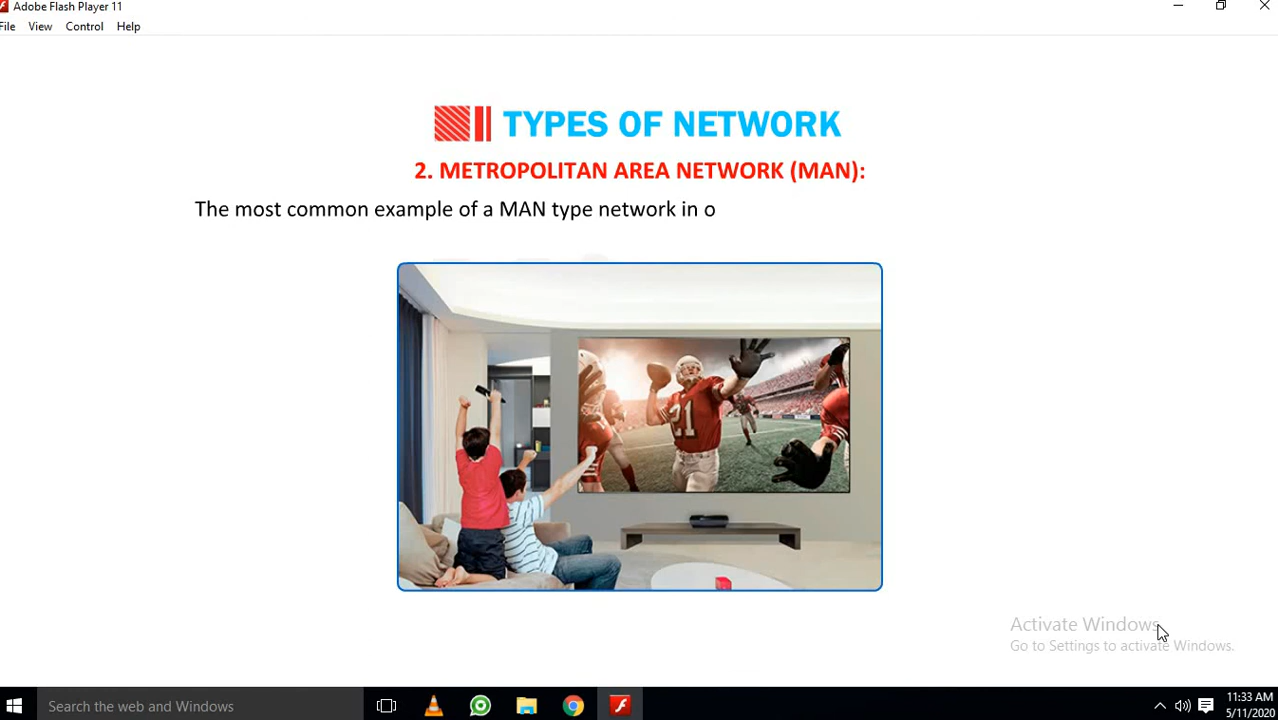 Adobe Flash Player 11
File View Control Help
TYPES OF NETWORK
2. METROPOLITAN AREA NETWORK (MAN):
The most common example of a MAN type network in o
21
Activate Windows
Go to Settings to activate Windows.
Search the web and Windows
11:33 AM
5/11/2020